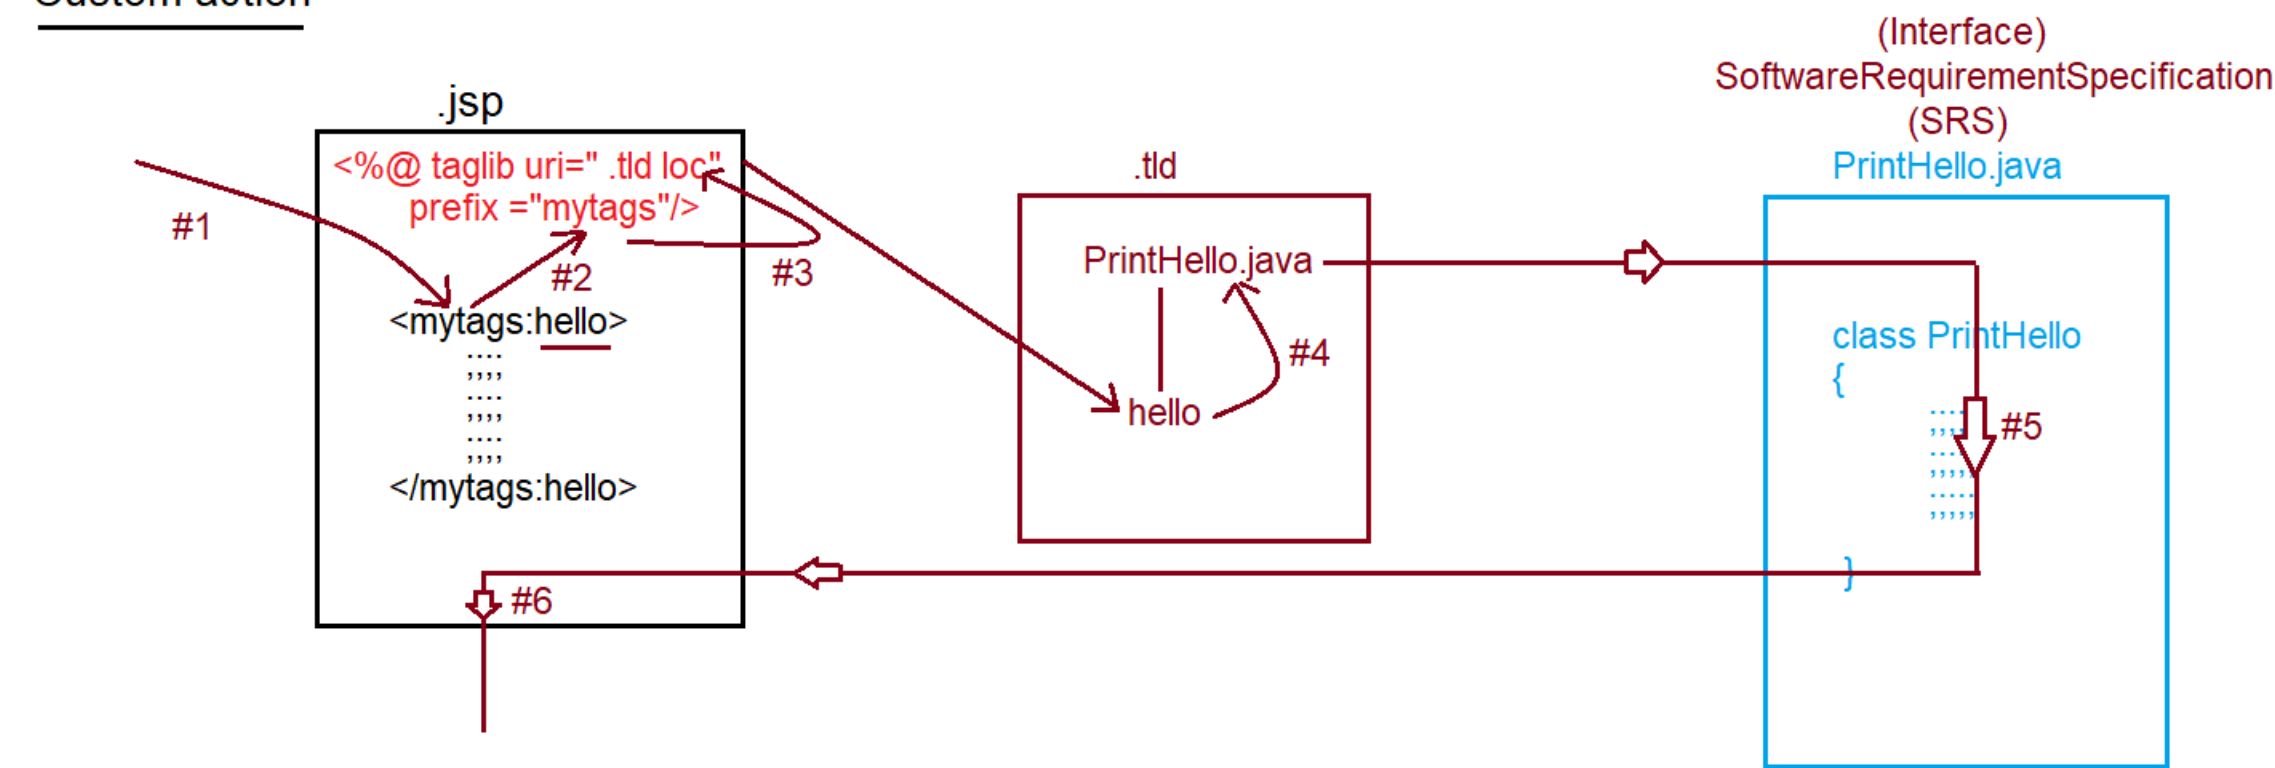 Custom action
.jsp
<%@ taglib uri=" .tld loc"
prefix ="mytags"/>
#1
#2
#3
<mytags:hello>
....
;;;;
....
;;;;
....
;;;;
</mytags:hello>
#6
.tld
PrintHello.java
#4
hello
(Interface)
SoftwareRequirementSpecification
(SRS)
PrintHello.java
class PrintHello
{
....
;;;;
....
;;;;;
.....
;;;;;
#5
}